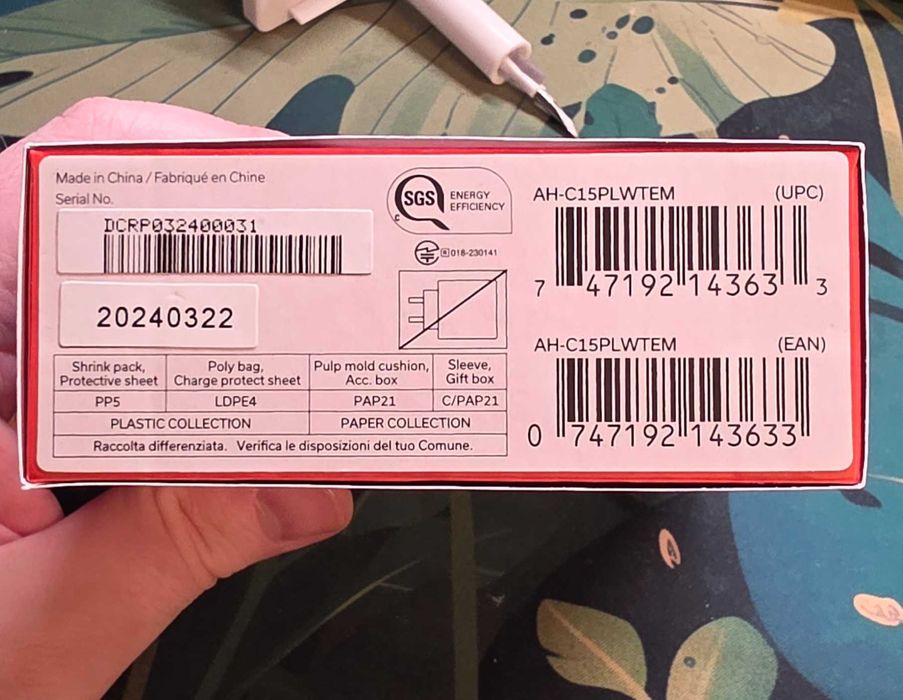 Made in China / Fabriqué en Chine
Serial No.
DCRP032400031
20240322
SGS
C
ENERGY
EFFICIENCY
R 018-230141
Shrink pack,
Protective sheet
Poly bag,
Charge protect sheet
Pulp mold cushion,
Acc. box
Sleeve,
Gift box
PP5
LDPE4
PAP21
C/PAP21
PLASTIC COLLECTION
PAPER COLLECTION
Raccolta differenziata. Verifica le disposizioni del tuo Comune.
AH-C15PLWTEM (UPC)
7 47192 14363 3
AH-C15PLWTEM (EAN)
0 747192 143633